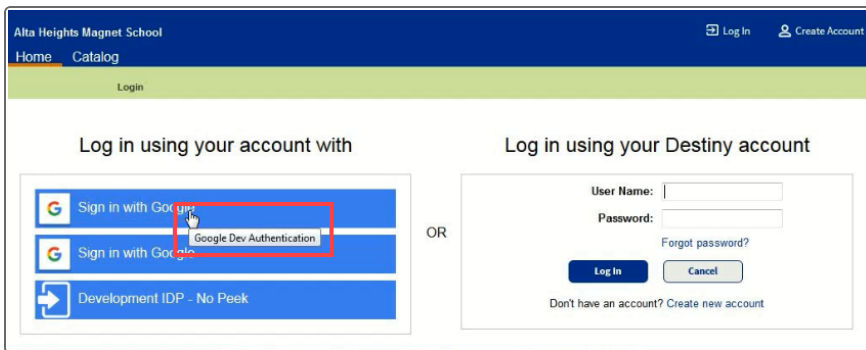 Alta Heights Magnet School
Log In
Create Account
Home Catalog
Login
Log in using your account with
Sign in with Google
Google Dev Authentication
Sign in with Google
Development IDP - No Peek
OR
Log in using your Destiny account
User Name:
Password:
Forgot password?
Log In Cancel
Don't have an account? Create new account